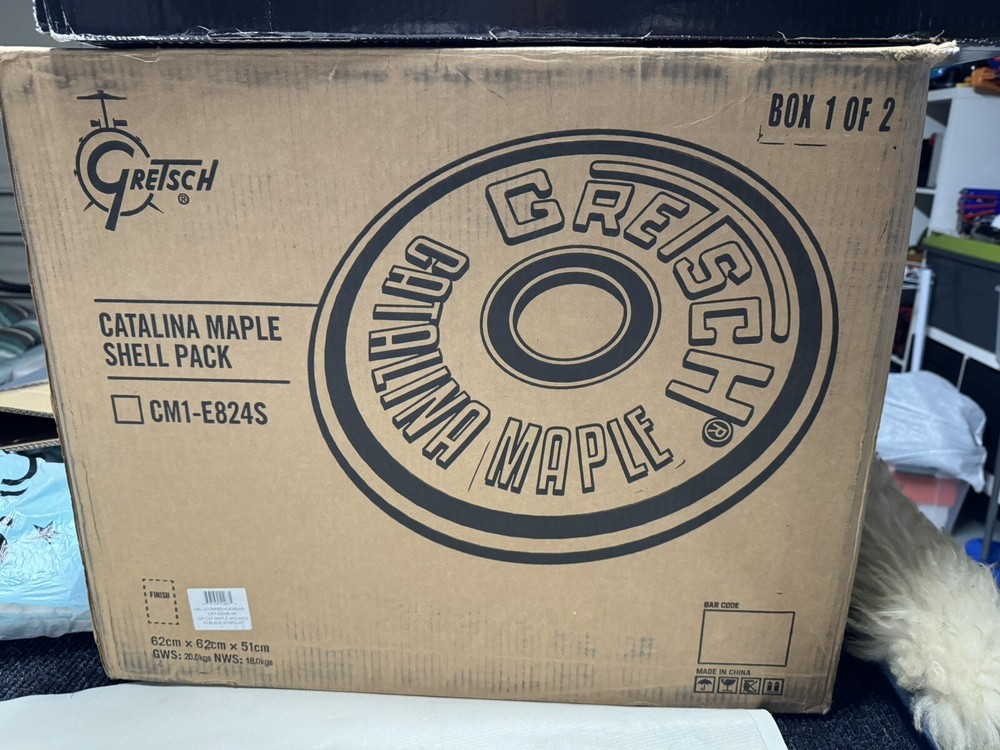 BOX 1 OF 2
GRETSCH®
GRETSCH®
CATALINA MAPLE
CATALINA MAPLE
SHELL PACK
CM1-E824S
FINISH
62cm x 62cm x 51cm
GWS: 20.0kgs NWS: 18.0kgs
BAR CODE
MADE IN CHINA